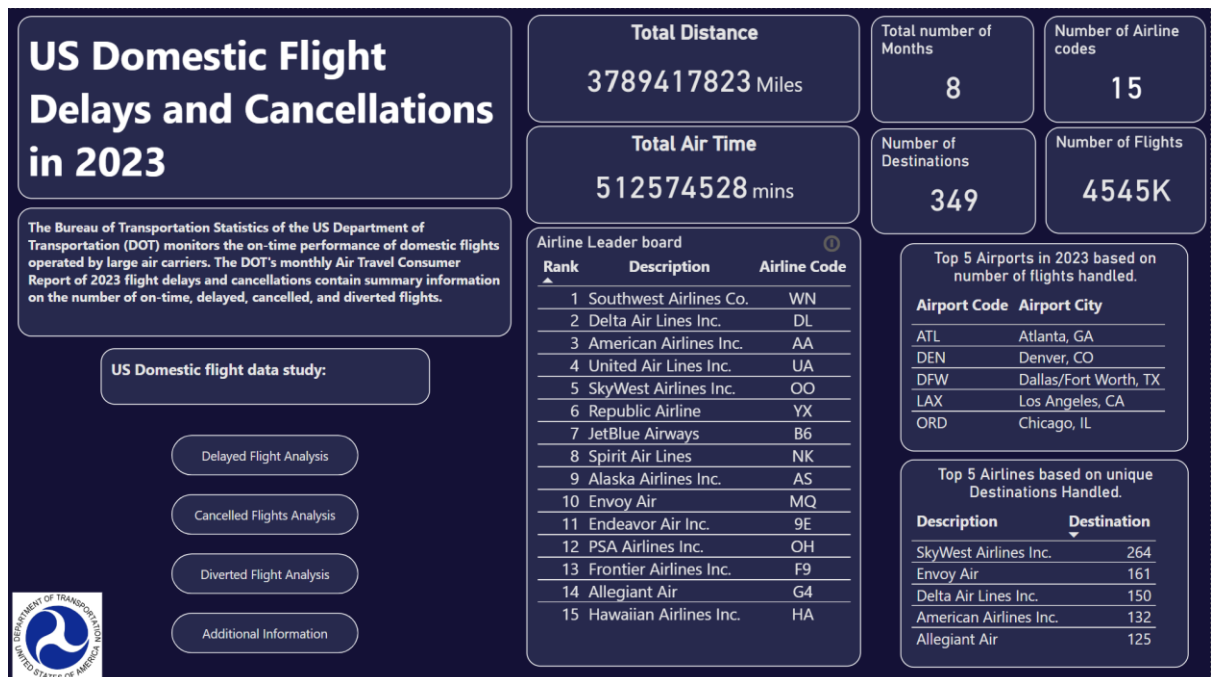 US Domestic Flight
Delays and Cancellations
in 2023
The Bureau of Transportation Statistics of the US Department of
Transportation (DOT) monitors the on-time performance of domestic flights
operated by large air carriers. The DOT's monthly Air Travel Consumer
Report of 2023 flight delays and cancellations contain summary information
on the number of on-time, delayed, cancelled, and diverted flights.
US Domestic flight data study:
Delayed Flight Analysis
Cancelled Flights Analysis
Diverted Flight Analysis
Additional Information
DEPARTMENT OF TRANSPORTATION
UNITED STATES OF AMERICA
Total Distance
3789417823 Miles
Total Air Time
512574528 mins
Airline Leader board
Rank Description Airline Code
1 Southwest Airlines Co. WN
2 Delta Air Lines Inc. DL
3 American Airlines Inc. AA
4 United Air Lines Inc. UA
5 SkyWest Airlines Inc. OO
6 Republic Airline YX
7 JetBlue Airways B6
8 Spirit Air Lines NK
9 Alaska Airlines Inc. AS
10 Envoy Air MQ
11 Endeavor Air Inc. 9E
12 PSA Airlines Inc. OH
13 Frontier Airlines Inc. F9
14 Allegiant Air G4
15 Hawaiian Airlines Inc. HA
Total number of
Months
8
Number of Airline
codes
15
Number of
Destinations
349
Number of Flights
4545K
Top 5 Airports in 2023 based on
number of flights handled.
Airport Code Airport City
ATL Atlanta, GA
DEN Denver, CO
DFW Dallas/Fort Worth, TX
LAX Los Angeles, CA
ORD Chicago, IL
Top 5 Airlines based on unique
Destinations Handled.
Description Destination
SkyWest Airlines Inc. 264
Envoy Air 161
Delta Air Lines Inc. 150
American Airlines Inc. 132
Allegiant Air 125